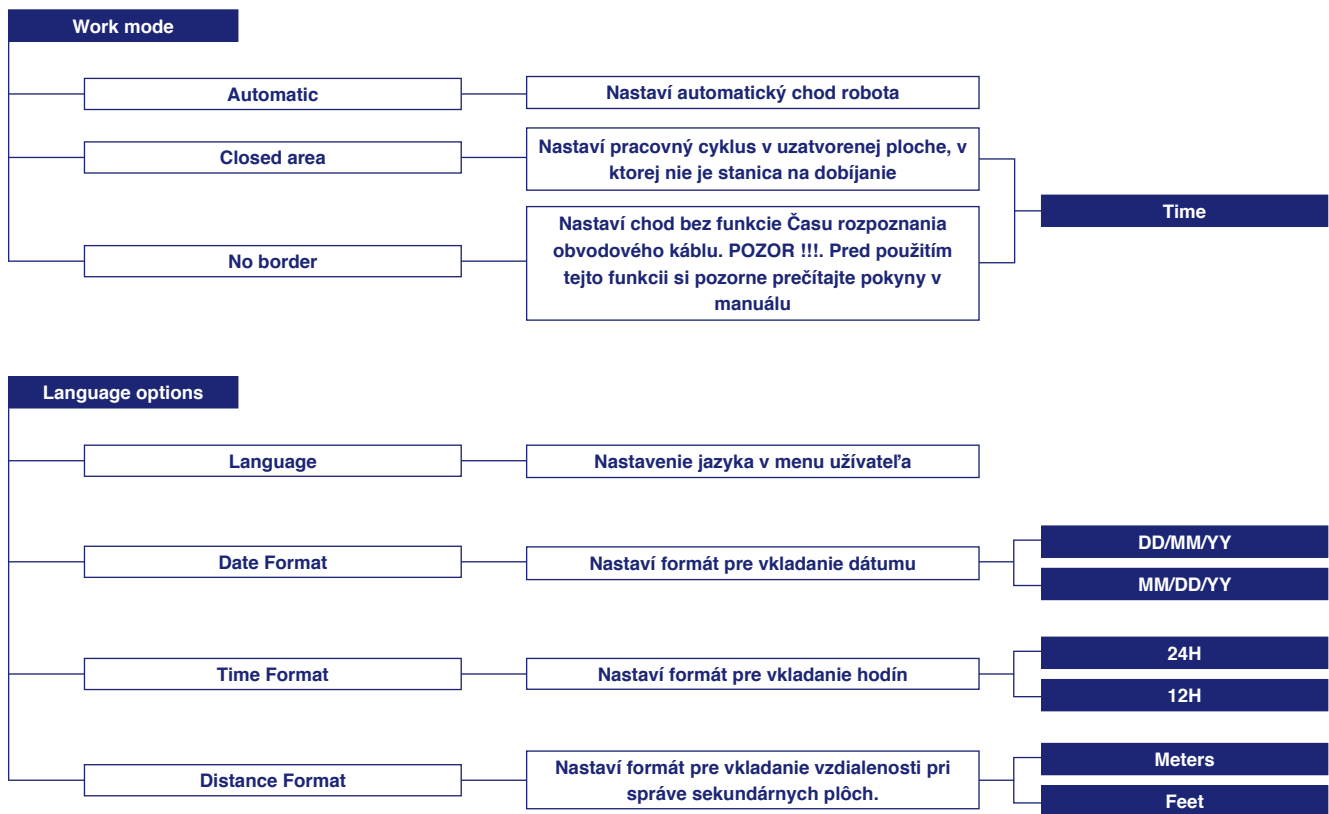 Work mode
Automatic
Nastaví automatický chod robota
Closed area
Nastaví pracovný cyklus v uzatvorenej ploche, v
ktorej nie je stanica na dobíjanie
Time
No border
Nastaví chod bez funkcie Času rozpoznania
obvodového káblu. POZOR !!!. Pred použitím
tejto funkcii si pozorne prečítajte pokyny v
manuálu
Language options
Language
Nastavenie jazyka v menu užívateľa
Date Format
Nastaví formát pre vkladanie dátumu
DD/MM/YY
MM/DD/YY
Time Format
Nastaví formát pre vkladanie hodín
24H
12H
Distance Format
Nastaví formát pre vkladanie vzdialenosti pri
správe sekundárnych plôch.
Meters
Feet